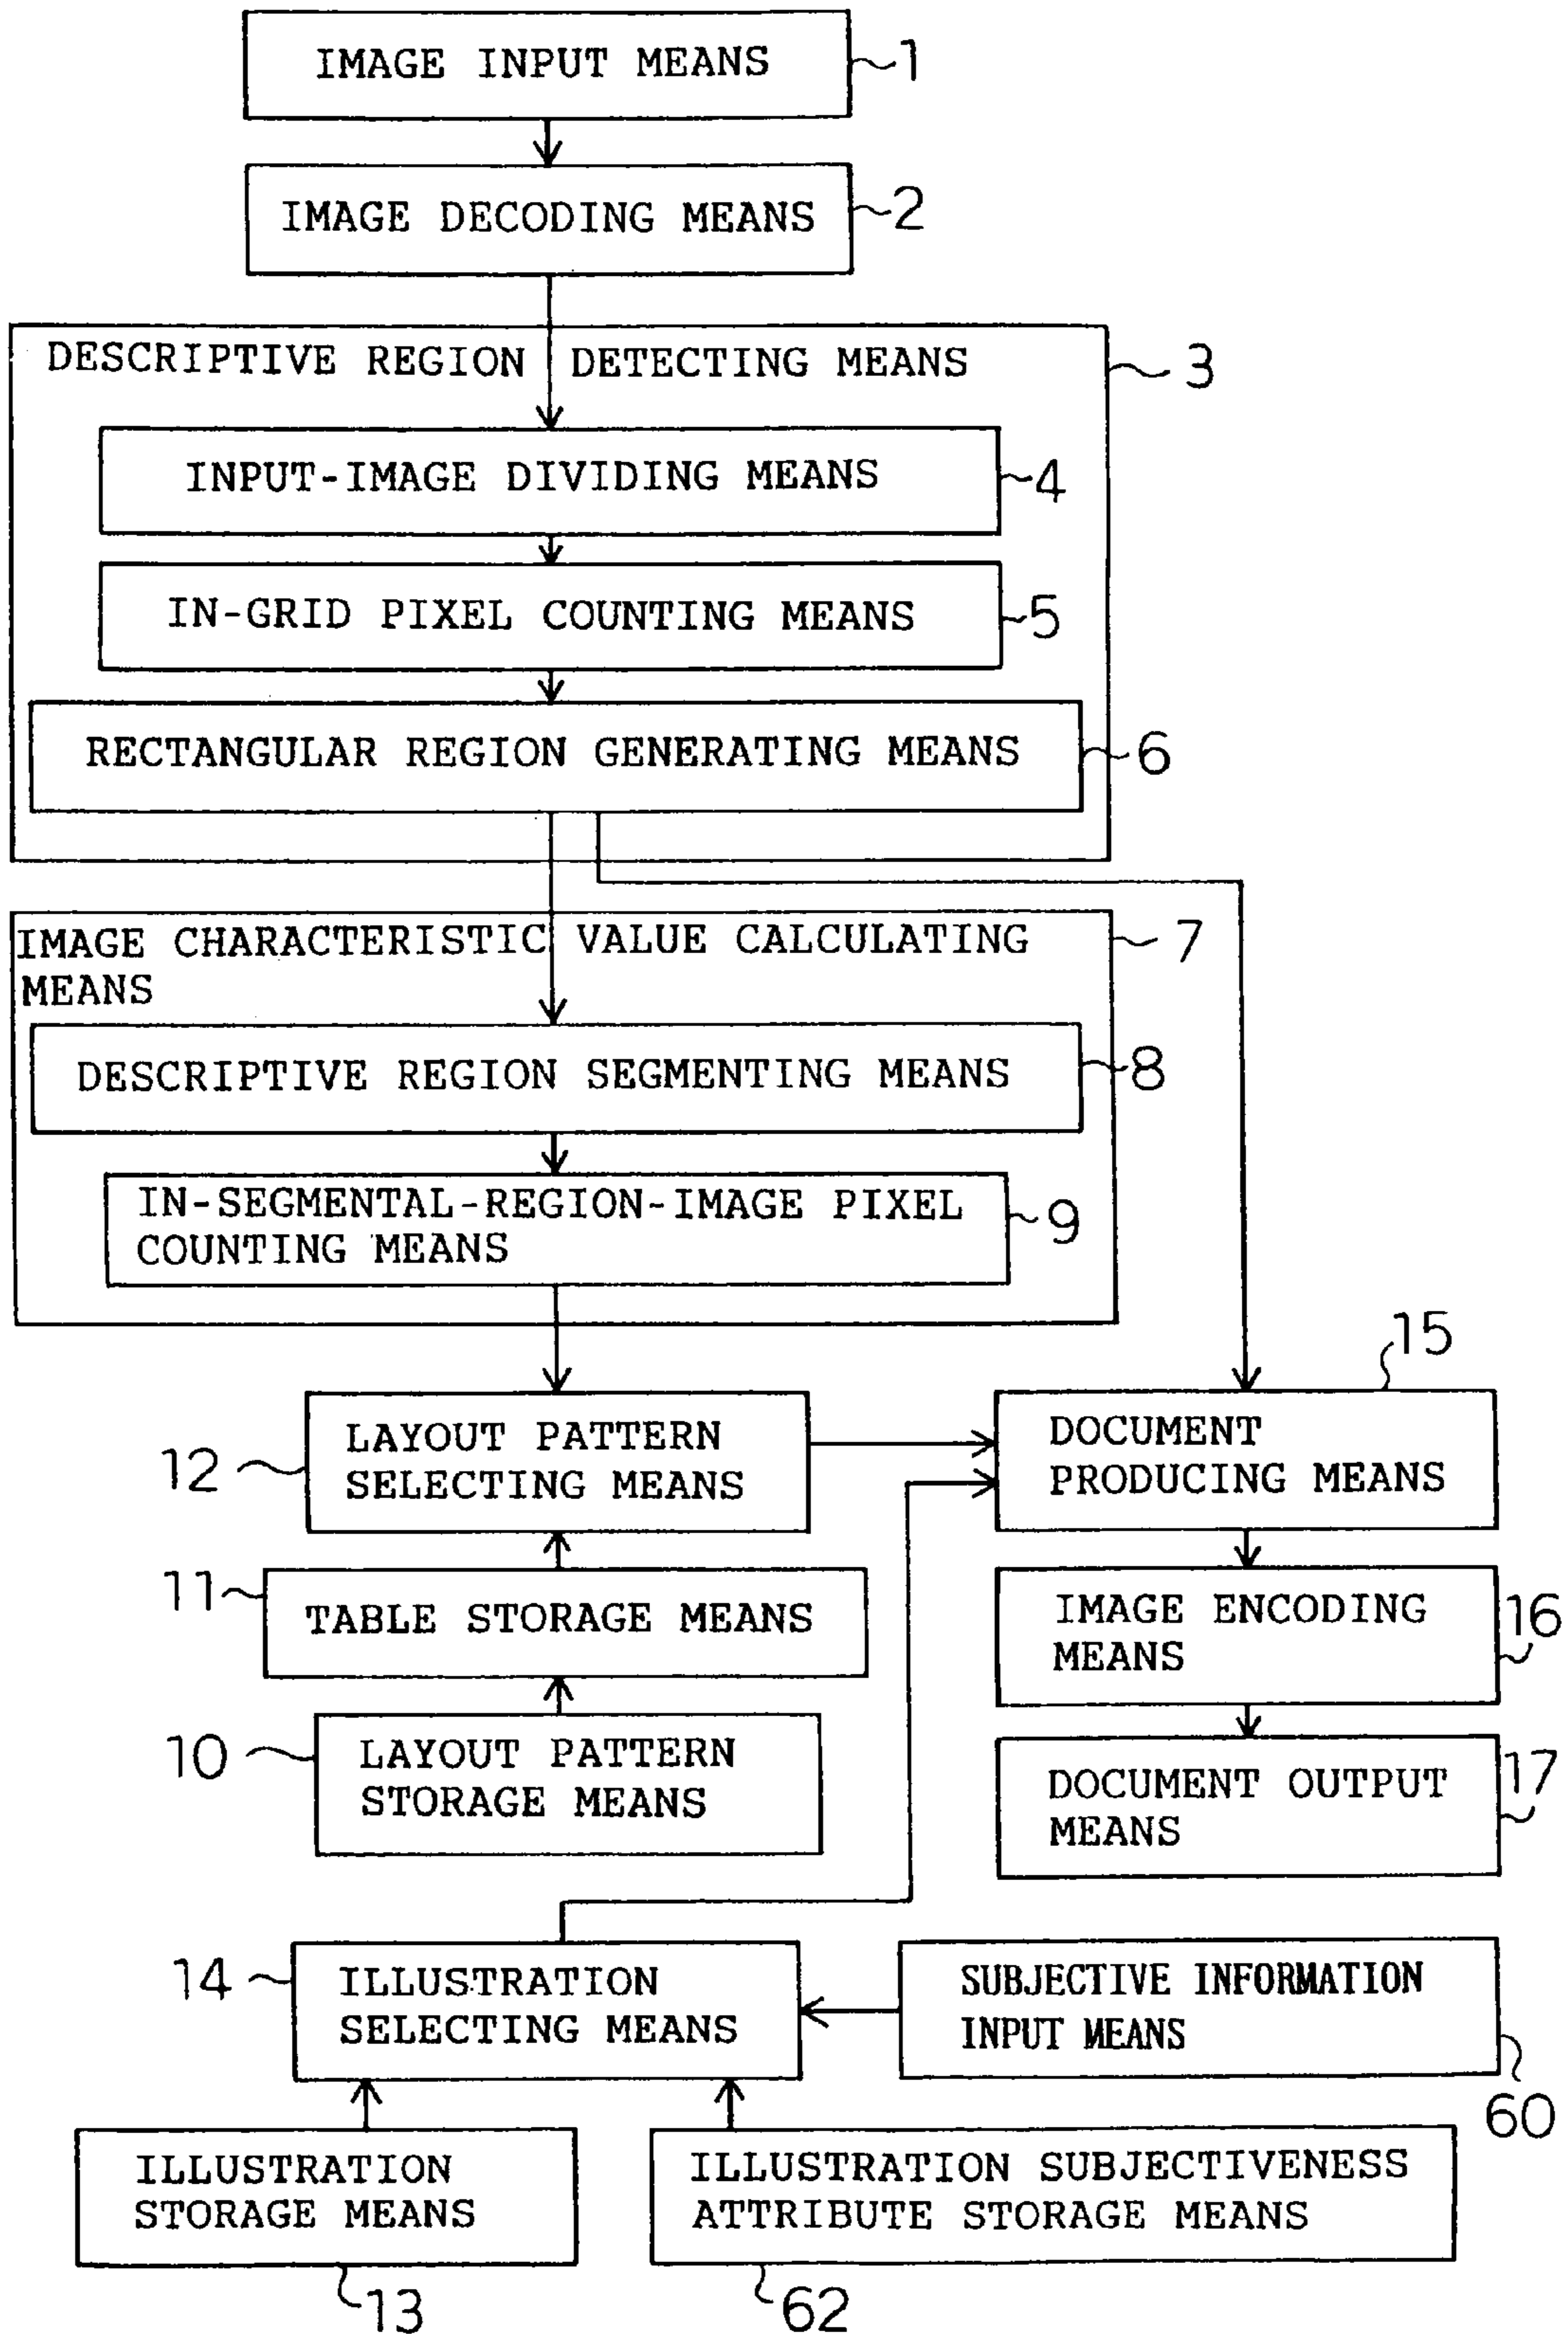 IMAGE INPUT MEANS
1
IMAGE DECODING MEANS
2
DESCRIPTIVE REGION DETECTING MEANS
3
INPUT-IMAGE DIVIDING MEANS
4
IN-GRID PIXEL COUNTING MEANS
5
RECTANGULAR REGION GENERATING MEANS
6
IMAGE CHARACTERISTIC VALUE CALCULATING
MEANS
7
DESCRIPTIVE REGION SEGMENTING MEANS
8
IN-SEGMENTAL-REGION-IMAGE PIXEL
COUNTING MEANS
9
12
LAYOUT PATTERN
SELECTING MEANS
15
DOCUMENT
PRODUCING MEANS
11
TABLE STORAGE MEANS
IMAGE ENCODING
MEANS
16
10
LAYOUT PATTERN
STORAGE MEANS
DOCUMENT OUTPUT
MEANS
17
14
ILLUSTRATION
SELECTING MEANS
SUBJECTIVE INFORMATION
INPUT MEANS
60
ILLUSTRATION
STORAGE MEANS
13
ILLUSTRATION SUBJECTIVENESS
ATTRIBUTE STORAGE MEANS
62